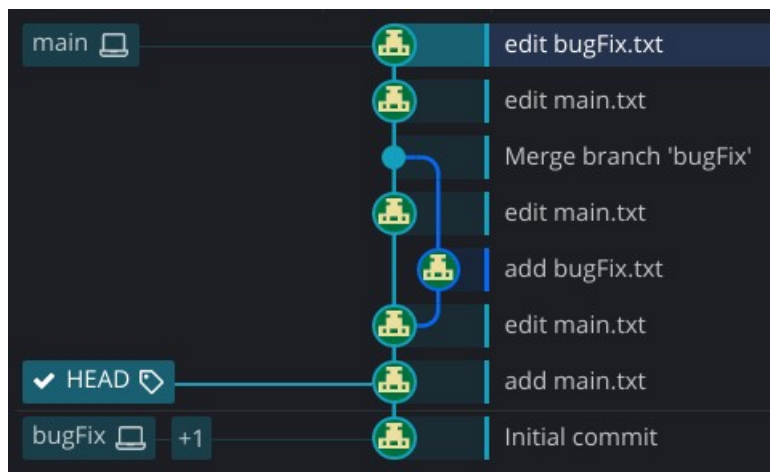 main edit bugFix.txt
edit main.txt
Merge branch 'bugFix'
edit main.txt
add bugFix.txt
edit main.txt
HEAD add main.txt
bugFix +1 Initial commit